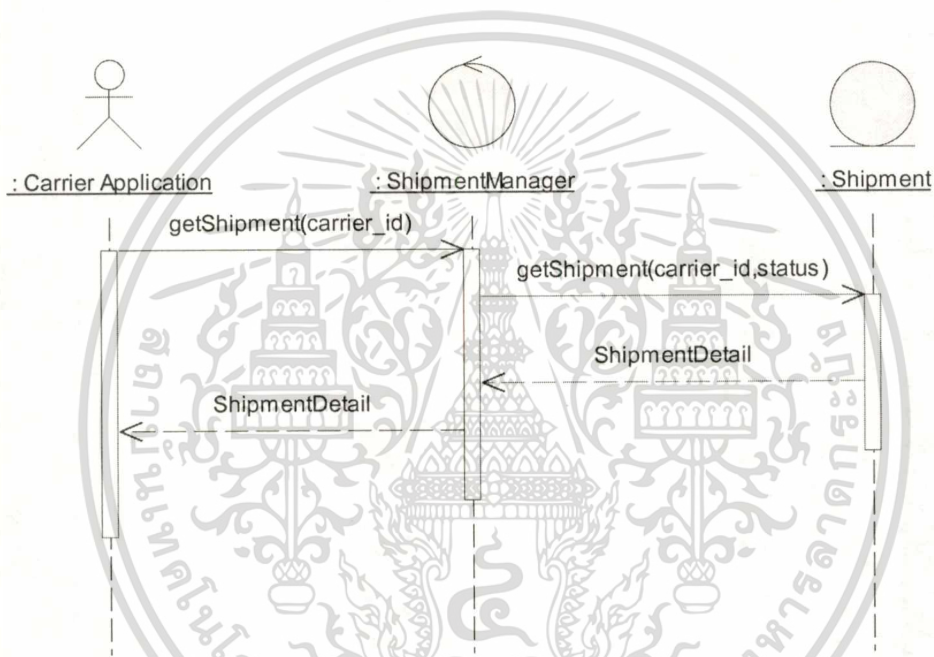 : Carrier Application
: ShipmentManager
: Shipment
getShipment(carrier_id)
getShipment(carrier_id,status)
ShipmentDetail
ShipmentDetail